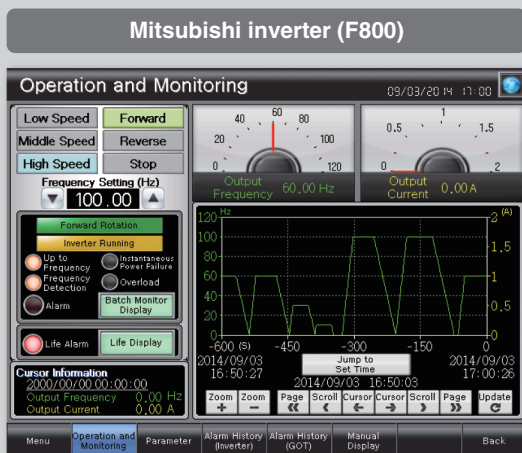 Mitsubishi inverter (F800)
Operation and Monitoring
09/03/2014 17:00
Low Speed
Forward
Middle Speed
Reverse
High Speed
Stop
Frequency Setting (Hz)
100.00
Forward Rotation
Inverter Running
Up to Frequency
Instantaneous Power Failure
Frequency Detection
Overload
Alarm
Batch Monitor Display
Life Alarm
Life Display
Cursor Information
2000/00/00 00:00:00
Output Frequency 0.00 Hz
Output Current 0.00 A
0 20 40 60 80 100 120
Output Frequency 60.00 Hz
0 0.5 1 1.5 2
Output Current 0.00A
Hz
(A)
120
100
80
60
40
20
0
2
1.5
1
0.5
0
-600 (S) -450 -300 -150 0
2014/09/03
16:50:27
Jump to Set Time
2014/09/03
17:00:26
2014/09/03 16:50:03
Zoom +
Zoom −
Page «
Scroll ‹
Cursor ←
Cursor →
Scroll ›
Page »
Update C
Menu
Operation and Monitoring
Parameter
Alarm History (Inverter)
Alarm History (GOT)
Manual Display
Back